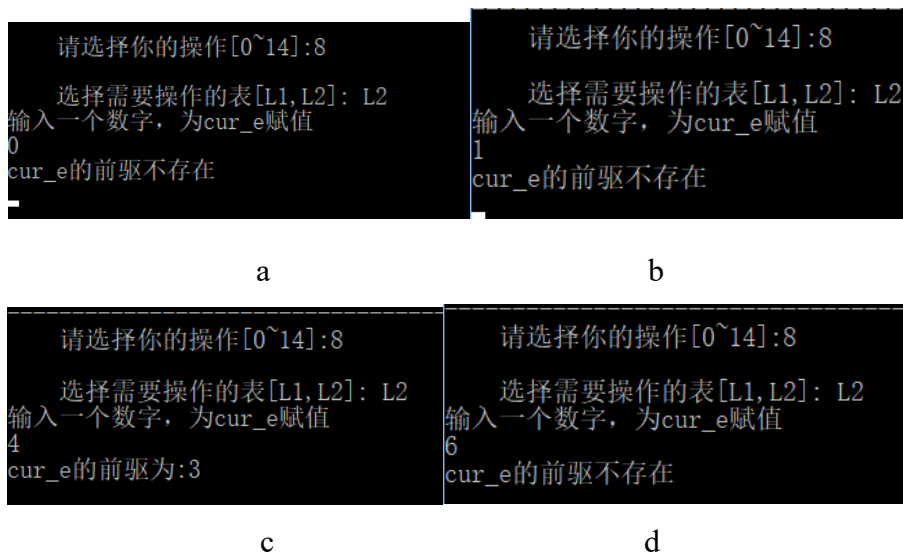 请选择你的操作[0~14]:8
选择需要操作的表[L1,L2]: L2
输入一个数字，为cur_e赋值
0
cur_e的前驱不存在
a
请选择你的操作[0~14]:8
选择需要操作的表[L1,L2]: L2
输入一个数字，为cur_e赋值
1
cur_e的前驱不存在
b
请选择你的操作[0~14]:8
选择需要操作的表[L1,L2]: L2
输入一个数字，为cur_e赋值
4
cur_e的前驱为:3
c
请选择你的操作[0~14]:8
选择需要操作的表[L1,L2]: L2
输入一个数字，为cur_e赋值
6
cur_e的前驱不存在
d